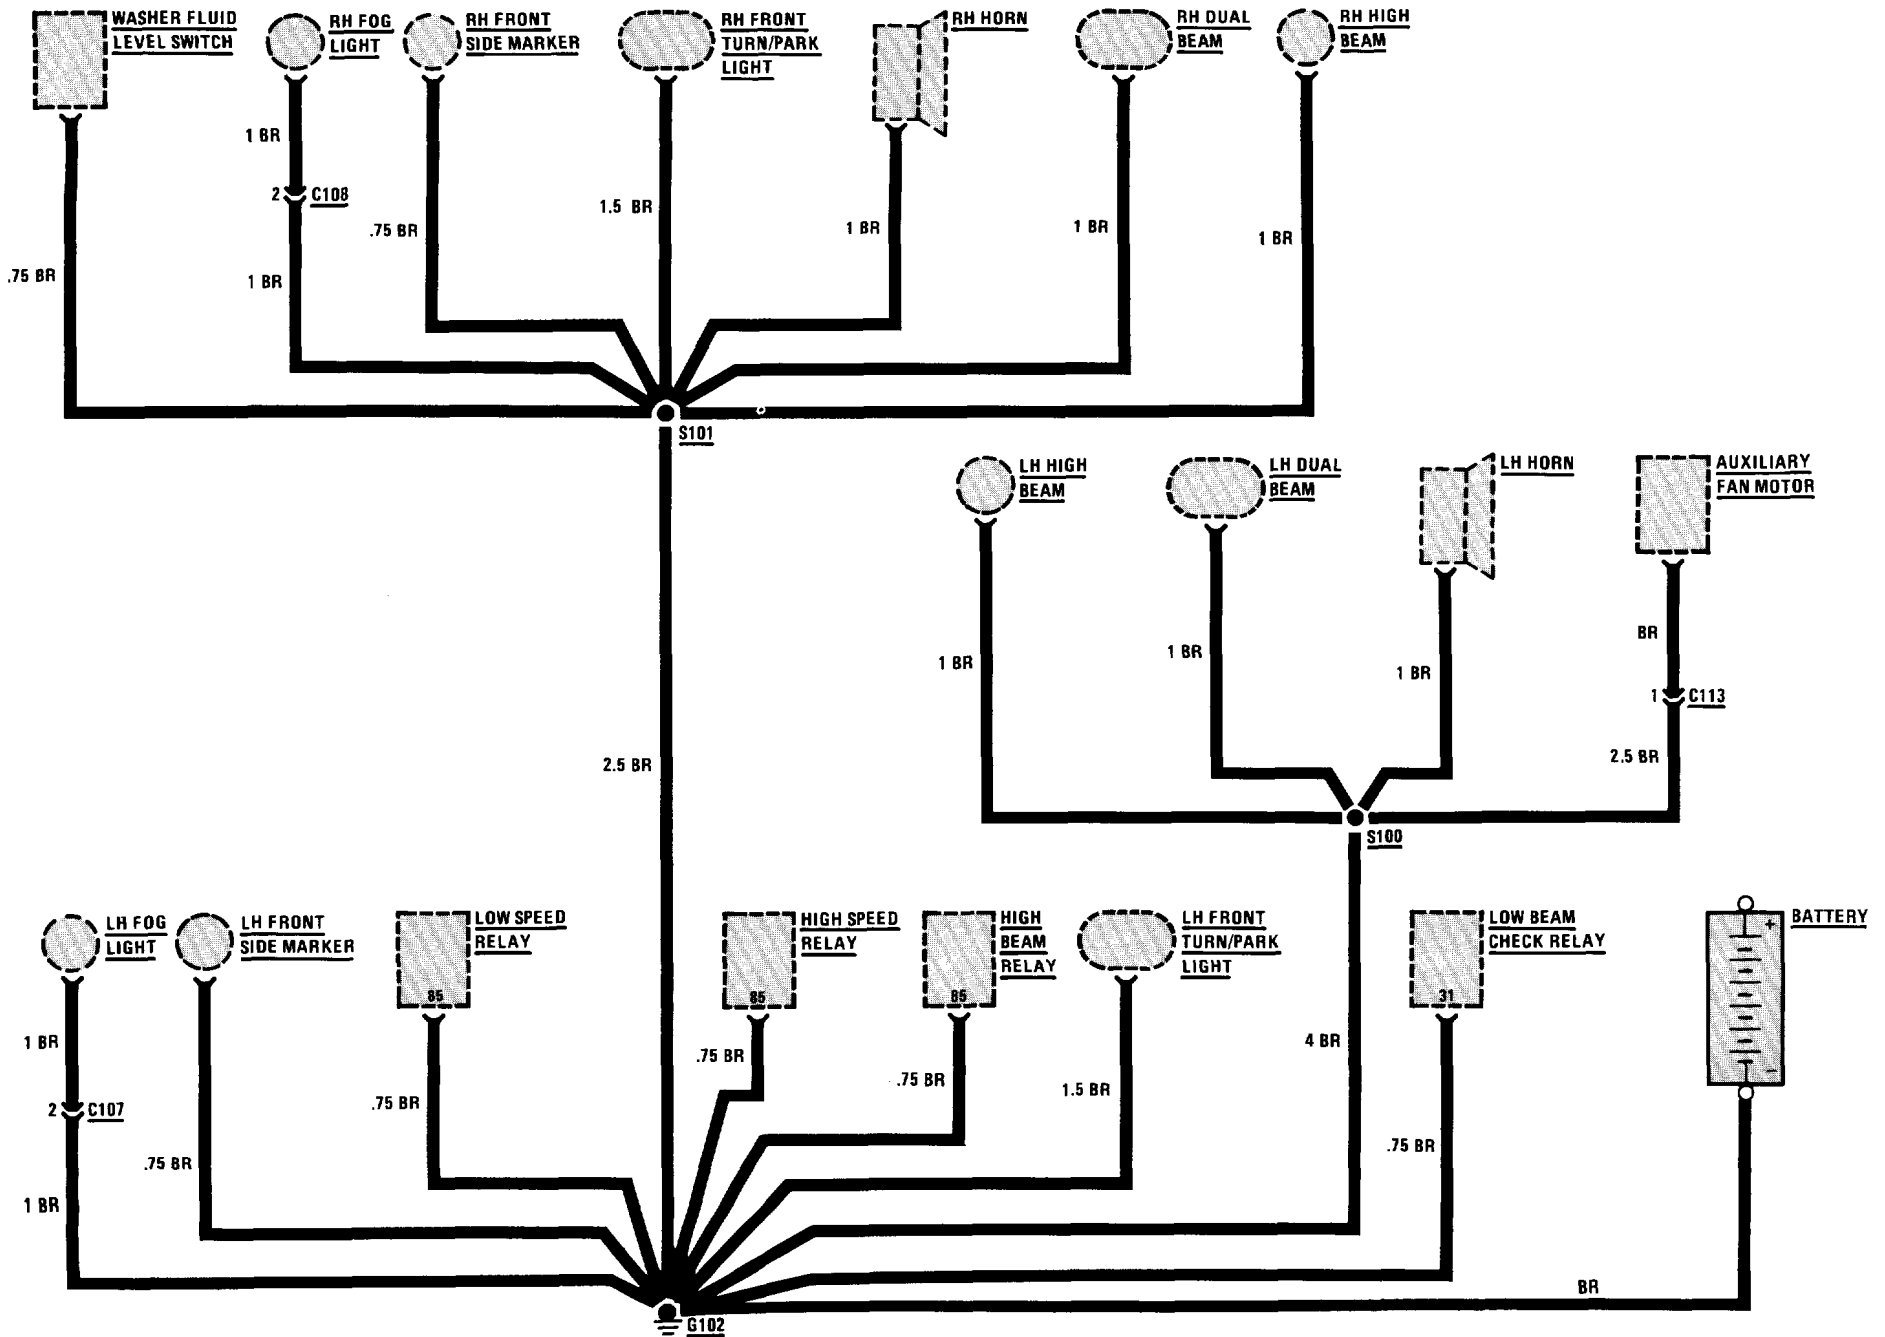 WASHER FLUID
LEVEL SWITCH
RH FOG
LIGHT
RH FRONT
SIDE MARKER
RH FRONT
TURN/PARK
LIGHT
RH HORN
RH DUAL
BEAM
RH HIGH
BEAM
1 BR
2
C108
.75 BR
1 BR
.75 BR
1.5 BR
1 BR
1 BR
1 BR
S101
LH HIGH
BEAM
LH DUAL
BEAM
LH HORN
AUXILIARY
FAN MOTOR
1 BR
1 BR
1 BR
BR
1
C113
2.5 BR
2.5 BR
S100
LH FOG
LIGHT
LH FRONT
SIDE MARKER
LOW SPEED
RELAY
85
HIGH SPEED
RELAY
85
HIGH
BEAM
RELAY
85
LH FRONT
TURN/PARK
LIGHT
LOW BEAM
CHECK RELAY
31
BATTERY
+
–
1 BR
2
C107
1 BR
.75 BR
.75 BR
.75 BR
.75 BR
1.5 BR
4 BR
.75 BR
BR
G102